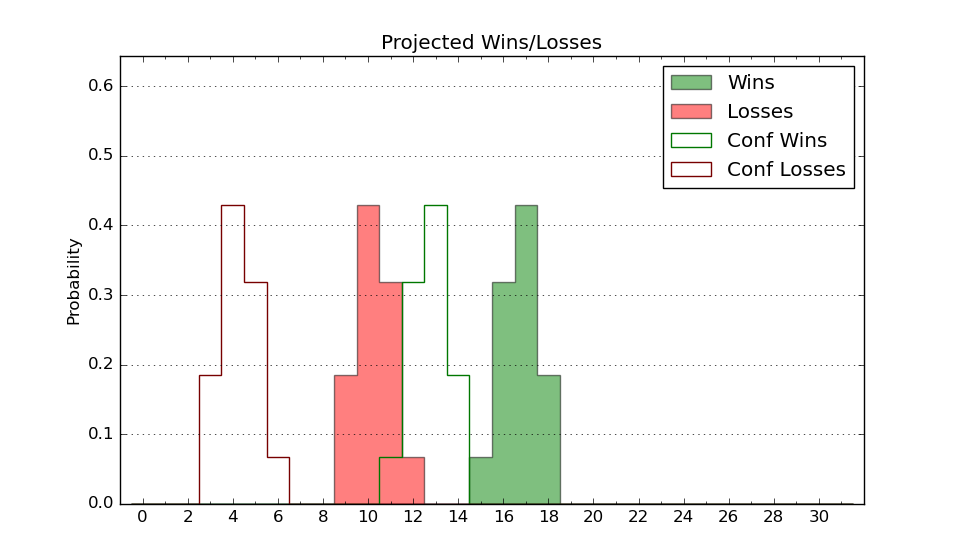 Projected Wins/Losses
Wins
Losses
Conf Wins
Conf Losses
Probability
0.6
0.5
0.4
0.3
0.2
0.1
0.0
0 2 4 6 8 10 12 14 16 18 20 22 24 26 28 30